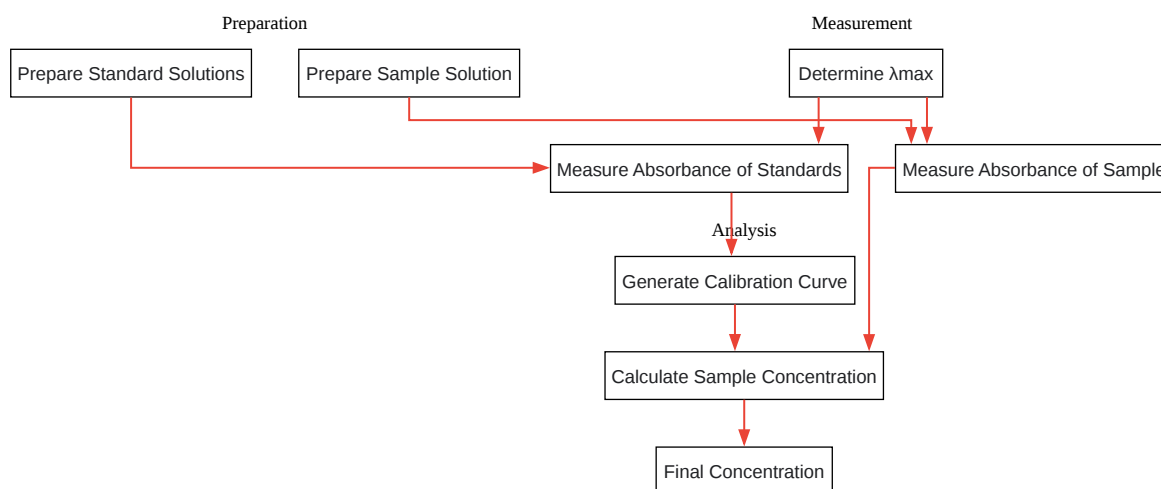 Preparation
Measurement
Prepare Standard Solutions
Prepare Sample Solution
Determine λmax
Measure Absorbance of Standards
Measure Absorbance of Sample
Analysis
Generate Calibration Curve
Calculate Sample Concentration
Final Concentration